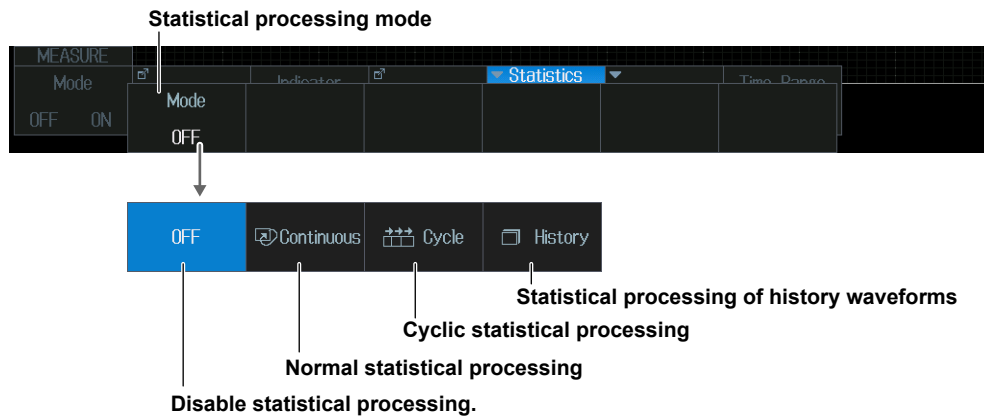 Statistical processing mode
MEASURE
Mode
OFF ON
Indicator
Statistics
Time Range
Mode
OFF
OFF
Continuous
Cycle
History
Statistical processing of history waveforms
Cyclic statistical processing
Normal statistical processing
Disable statistical processing.